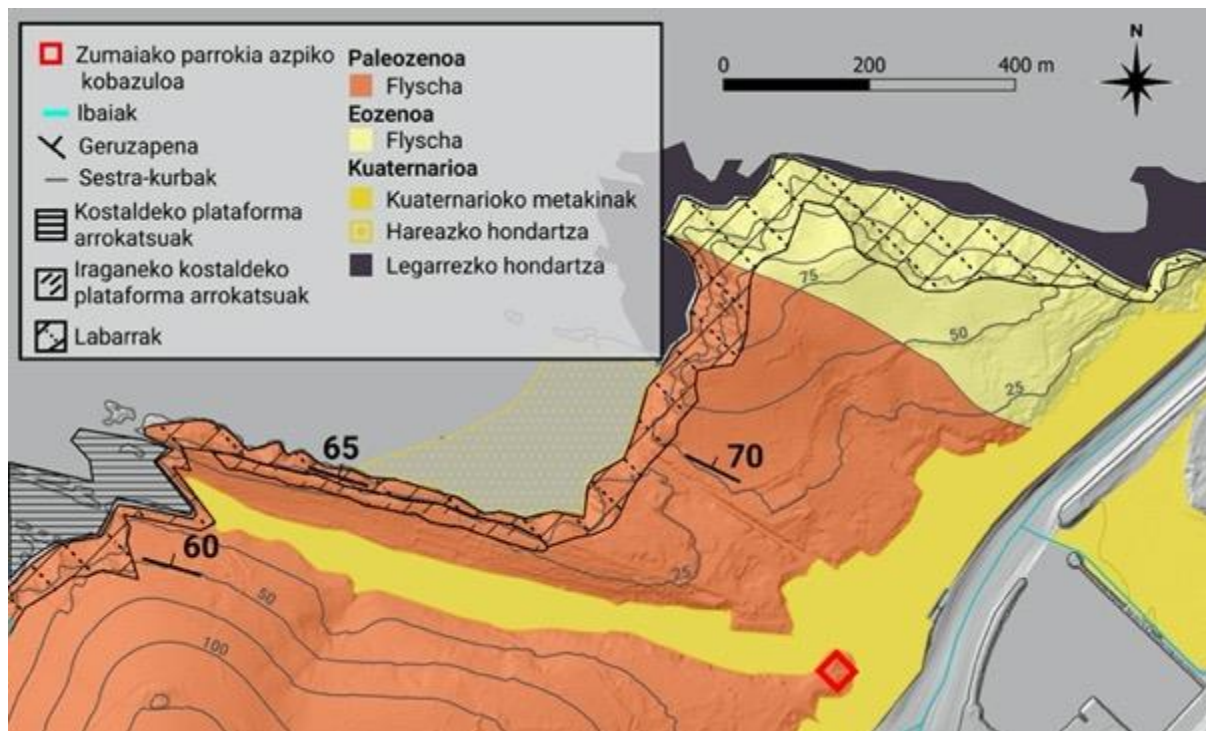 Zumaiako parrokia azpiko
kobazuloa
Ibaiak
Geruzapena
Sestra-kurbak
Kostaldeko plataforma
arrokatsuak
Iraganeko kostaldeko
plataforma arrokatsuak
Labarrak
Paleozenoa
Flyscha
Eozenoa
Flyscha
Kuaternarioa
Kuaternarioko metakinak
Hareazko hondartza
Legarrezko hondartza
0 200 400 m
N
75
50
25
65
70
60
25
50
100